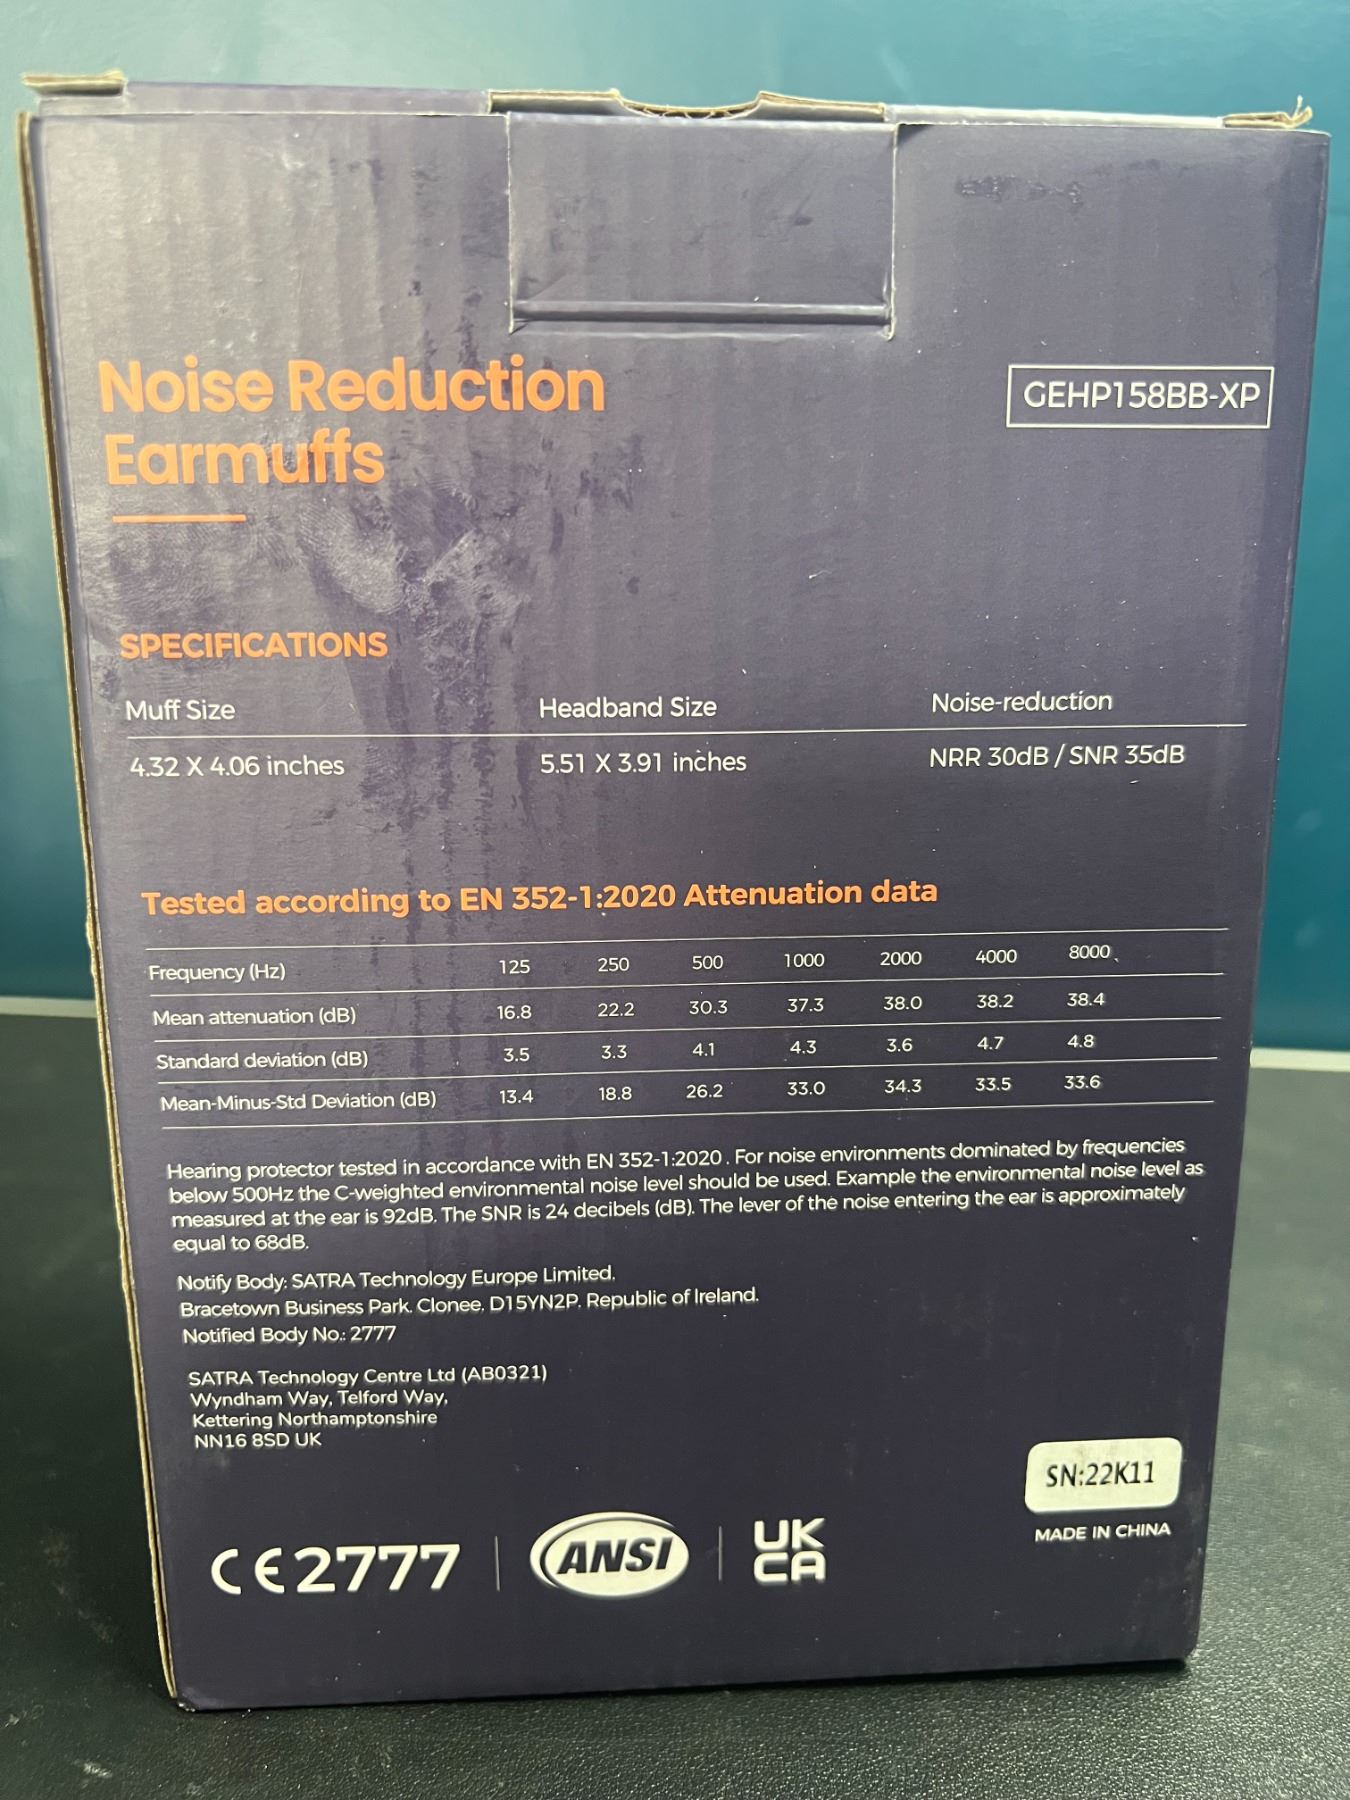 Noise Reduction
Earmuffs
GEHP158BB-XP
SPECIFICATIONS
Muff Size Headband Size Noise-reduction
4.32 X 4.06 inches 5.51 X 3.91 inches NRR 30dB / SNR 35dB
Tested according to EN 352-1:2020 Attenuation data
Frequency (Hz) 125 250 500 1000 2000 4000 8000
Mean attenuation (dB) 16.8 22.2 30.3 37.3 38.0 38.2 38.4
Standard deviation (dB) 3.5 3.3 4.1 4.3 3.6 4.7 4.8
Mean-Minus-Std Deviation (dB) 13.4 18.8 26.2 33.0 34.3 33.5 33.6
Hearing protector tested in accordance with EN 352-1:2020 . For noise environments dominated by frequencies
below 500Hz the C-weighted environmental noise level should be used. Example the environmental noise level as
measured at the ear is 92dB. The SNR is 24 decibels (dB). The lever of the noise entering the ear is approximately
equal to 68dB.
Notify Body: SATRA Technology Europe Limited.
Bracetown Business Park. Clonee. D15YN2P. Republic of Ireland.
Notified Body No.: 2777
SATRA Technology Centre Ltd (AB0321)
Wyndham Way, Telford Way,
Kettering Northamptonshire
NN16 8SD UK
SN:22K11
MADE IN CHINA
CE2777 ANSI UK
CA